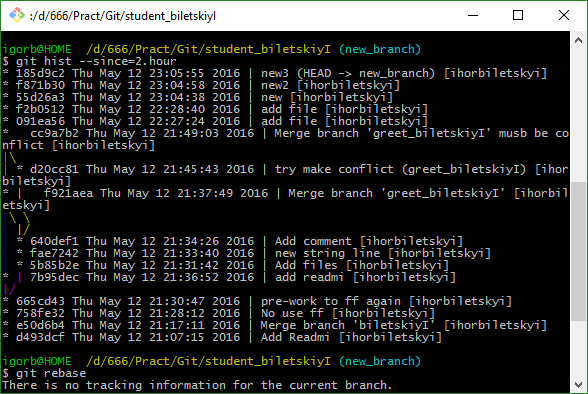 :/d/666/Pract/Git/student_biletskyI
igorb@HOME  /d/666/Pract/Git/student_biletskyiI (new_branch)
$ git hist --since=2.hour
* 185d9c2 Thu May 12 23:05:55 2016 | new3 (HEAD -> new_branch) [ihorbiletskyi]
* f871b30 Thu May 12 23:04:58 2016 | new2 [ihorbiletskyi]
* 55d26a3 Thu May 12 23:04:38 2016 | new [ihorbiletskyi]
* f2b0512 Thu May 12 22:28:40 2016 | add file [ihorbiletskyi]
* 091ea56 Thu May 12 22:27:24 2016 | add file [ihorbiletskyi]
*   cc9a7b2 Thu May 12 21:49:03 2016 | Merge branch 'greet_biletskyiI' musb be co
nflict [ihorbiletskyi]
|\
| * d20cc81 Thu May 12 21:45:43 2016 | try make conflict (greet_biletskyiI) [ihor
biletskyi]
* |   f921aea Thu May 12 21:37:49 2016 | Merge branch 'greet_biletskyiI' [ihorbil
etskyi]
|\ \
| |/
| * 640def1 Thu May 12 21:34:26 2016 | Add comment [ihorbiletskyi]
| * fae7242 Thu May 12 21:33:40 2016 | new string line [ihorbiletskyi]
| * 5b85b2e Thu May 12 21:31:42 2016 | Add files [ihorbiletskyi]
* | 7b95dec Thu May 12 21:36:52 2016 | add readmi [ihorbiletskyi]
|/
* 665cd43 Thu May 12 21:30:47 2016 | pre-work to ff again [ihorbiletskyi]
* 758fe32 Thu May 12 21:28:12 2016 | No use ff [ihorbiletskyi]
* e50d6b4 Thu May 12 21:17:11 2016 | Merge branch 'biletskyiI' [ihorbiletskyi]
* d493dcf Thu May 12 21:07:15 2016 | Add Readmi [ihorbiletskyi]
igorb@HOME  /d/666/Pract/Git/student_biletskyiI (new_branch)
$ git rebase
There is no tracking information for the current branch.